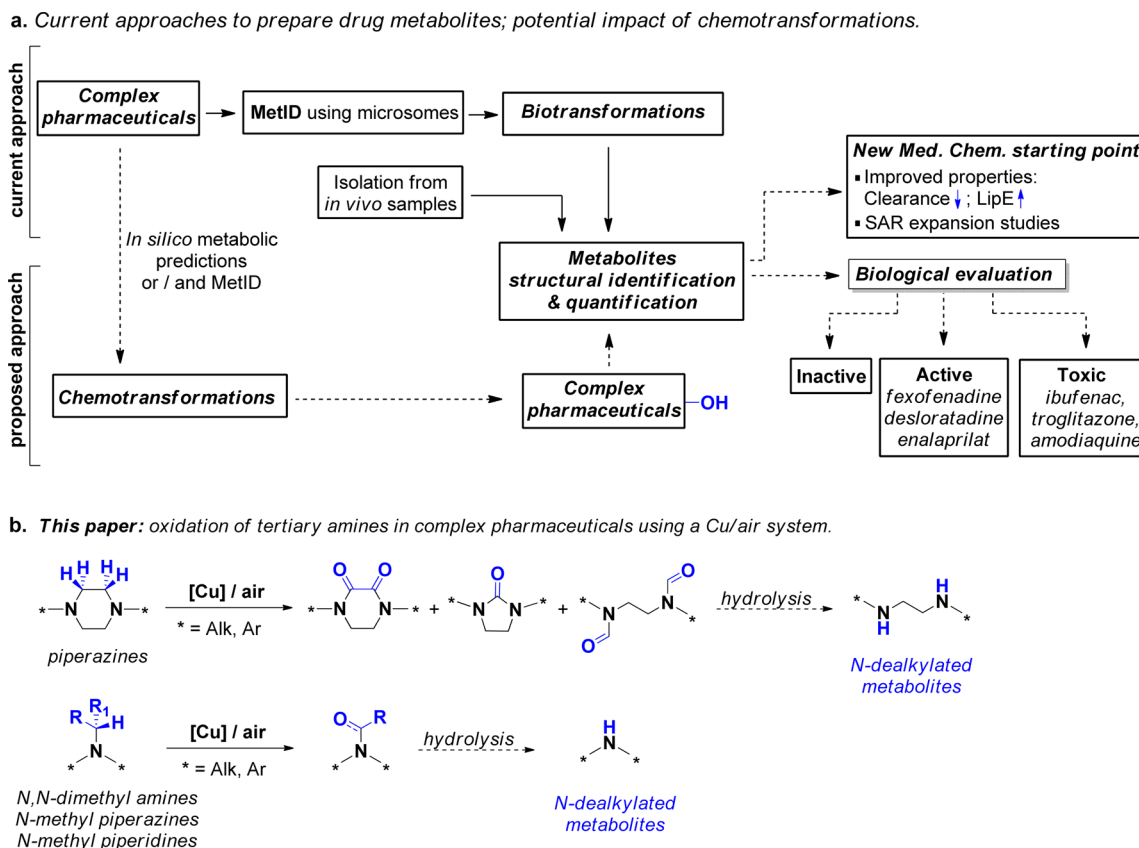 a. Current approaches to prepare drug metabolites; potential impact of chemotransformations.
current approach
Complex
pharmaceuticals
MetID using microsomes
Biotransformations
Isolation from
in vivo samples
New Med. Chem. starting point
▪ Improved properties:
Clearance ↓ ; LipE ↑
▪ SAR expansion studies
In silico metabolic
predictions
or / and MetID
Metabolites
structural identification
& quantification
Biological evaluation
proposed approach
Chemotransformations
Complex
pharmaceuticals
OH
Inactive
Active
fexofenadine
desloratadine
enalaprilat
Toxic
ibufenac,
troglitazone,
amodiaquine
b. This paper: oxidation of tertiary amines in complex pharmaceuticals using a Cu/air system.
H H H H
* N N *
piperazines
[Cu] / air
* = Alk, Ar
O O
* N N *
+
O
* N N *
+
* N N *
O O
hydrolysis
* N H
H N *
N-dealkylated
metabolites
R R1 H
N
* *
N,N-dimethyl amines
N-methyl piperazines
N-methyl piperidines
[Cu] / air
* = Alk, Ar
O R
N
* *
hydrolysis
H
N
* *
N-dealkylated
metabolites